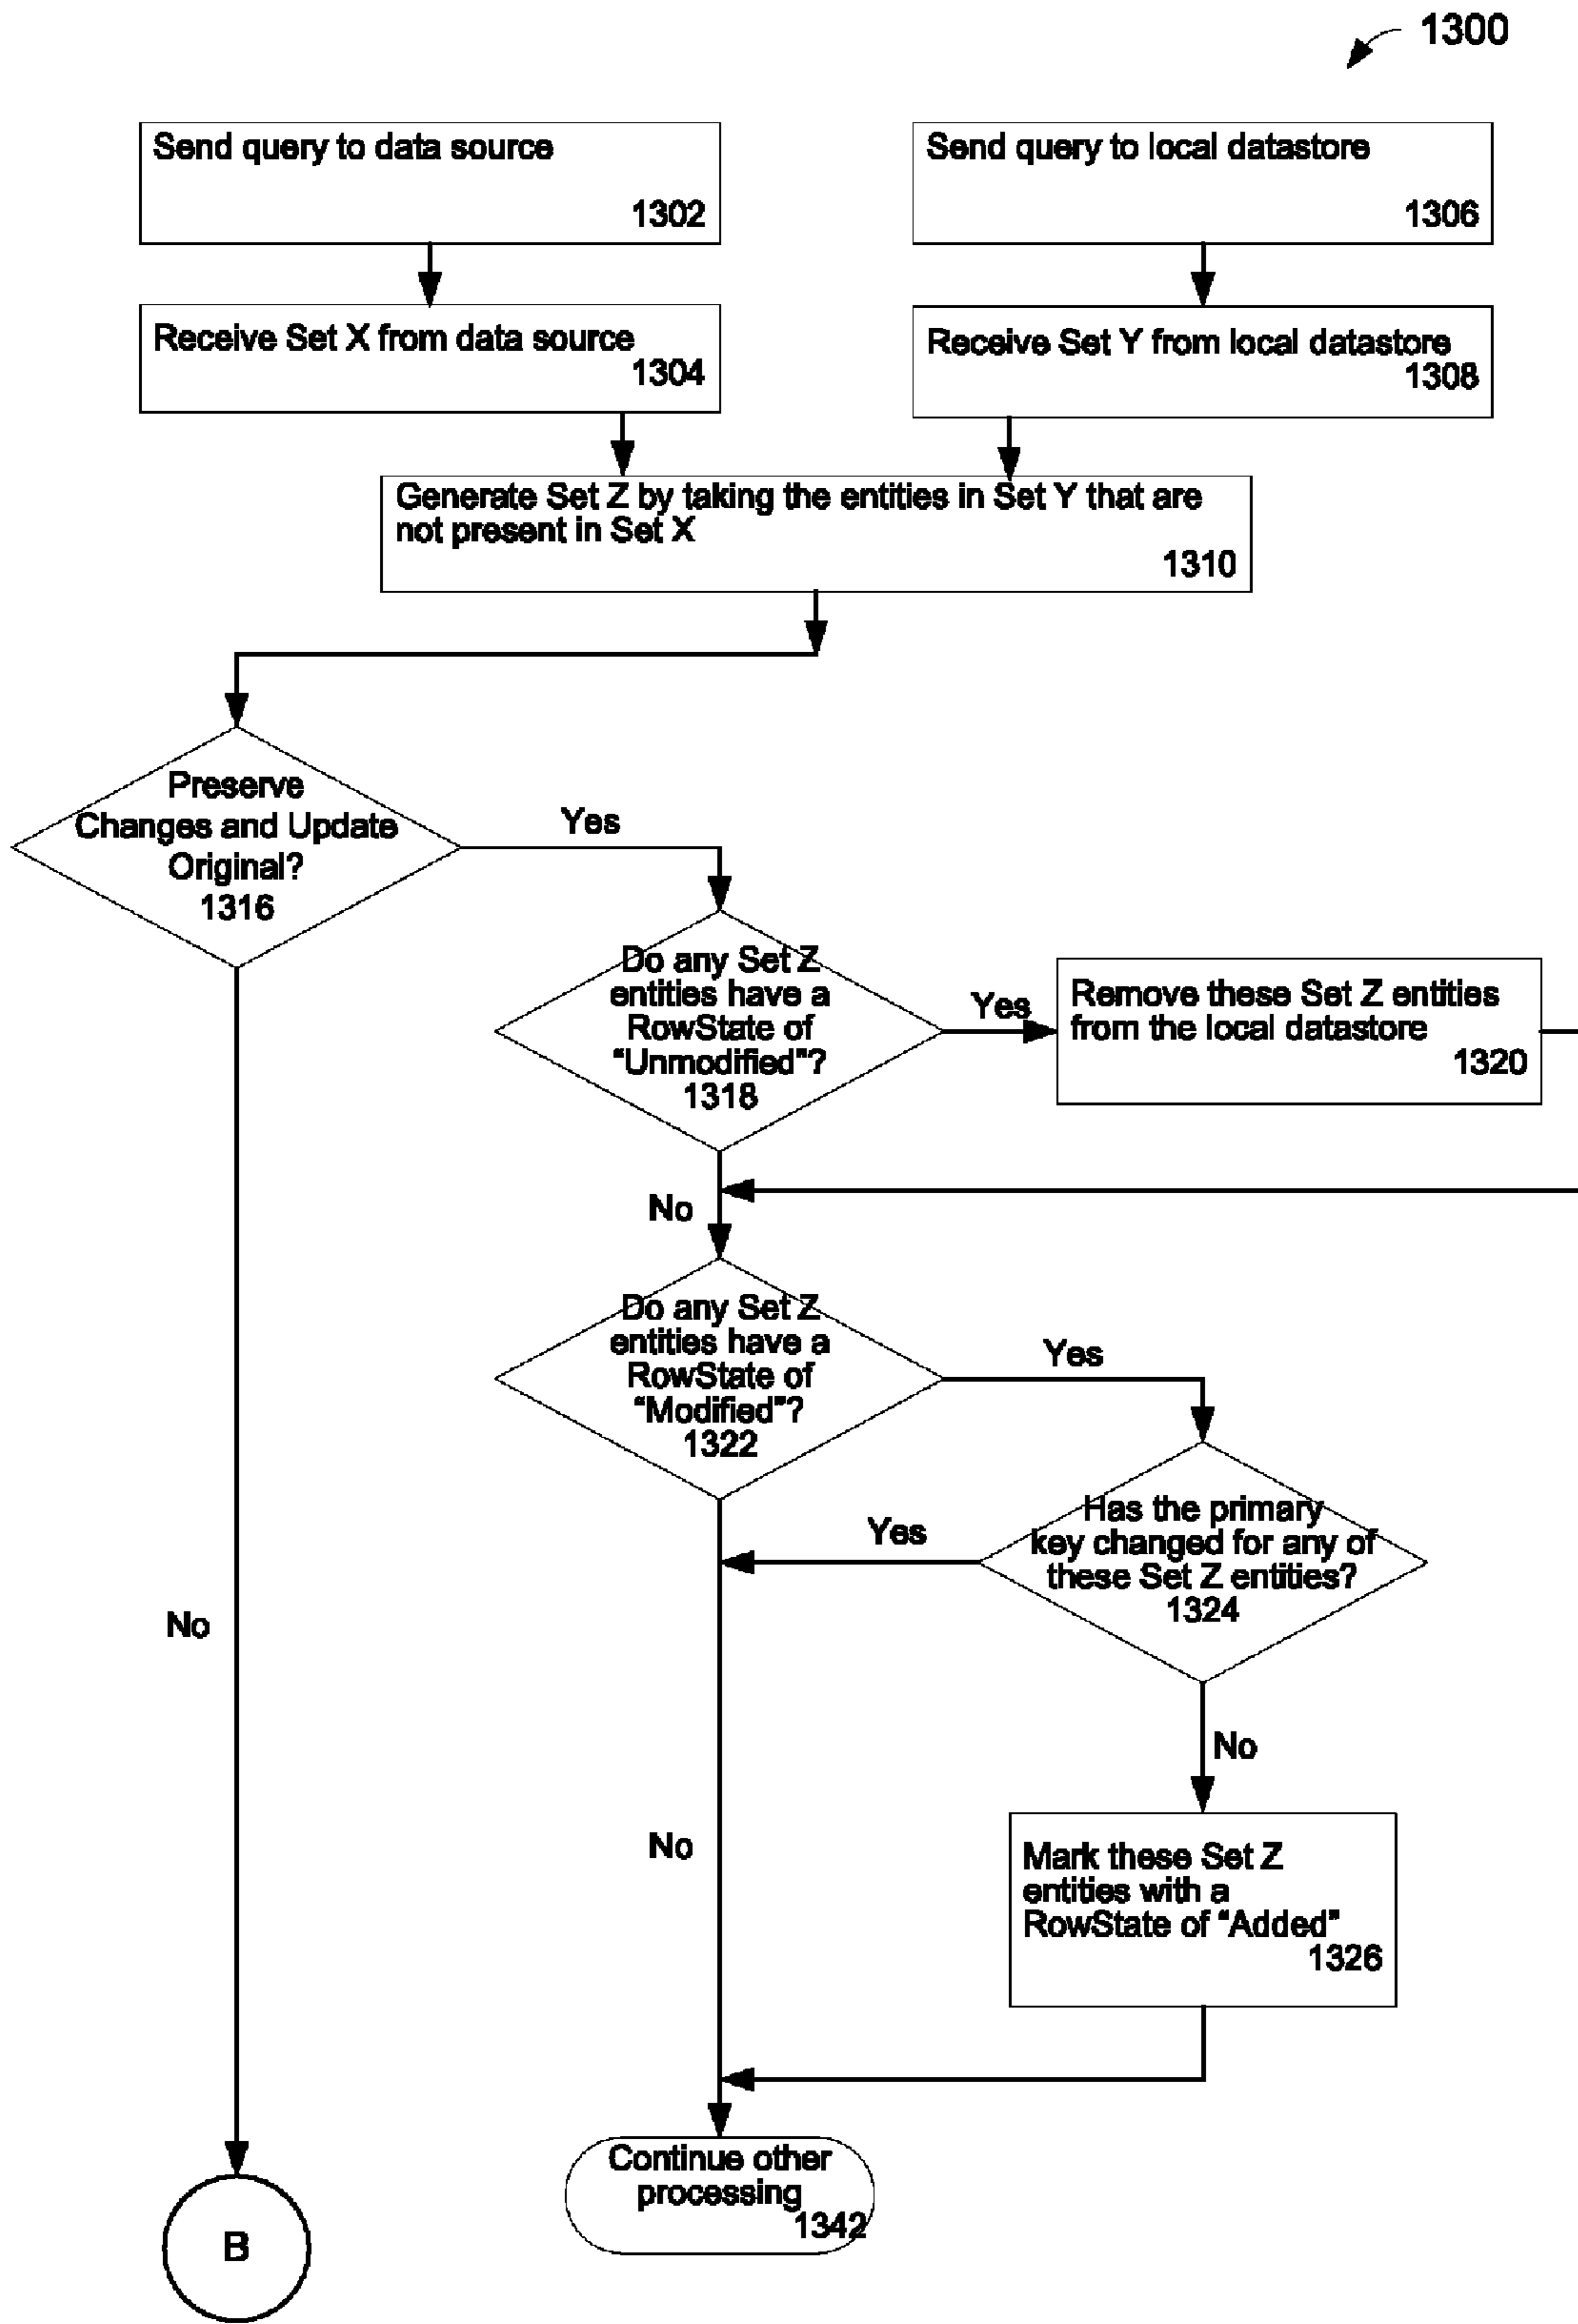 1300
Send query to data source
1302
Send query to local datastore
1306
Receive Set X from data source
1304
Receive Set Y from local datastore
1308
Generate Set Z by taking the entities in Set Y that are
not present in Set X
1310
Preserve
Changes and Update
Original?
1316
Yes
Do any Set Z
entities have a
RowState of
“Unmodified”?
1318
Yes
Remove these Set Z entities
from the local datastore
1320
No
Do any Set Z
entities have a
RowState of
“Modified”?
1322
Yes
Has the primary
key changed for any of
these Set Z entities?
1324
Yes
No
No
No
Mark these Set Z
entities with a
RowState of “Added”
1326
Continue other
processing
1342
B